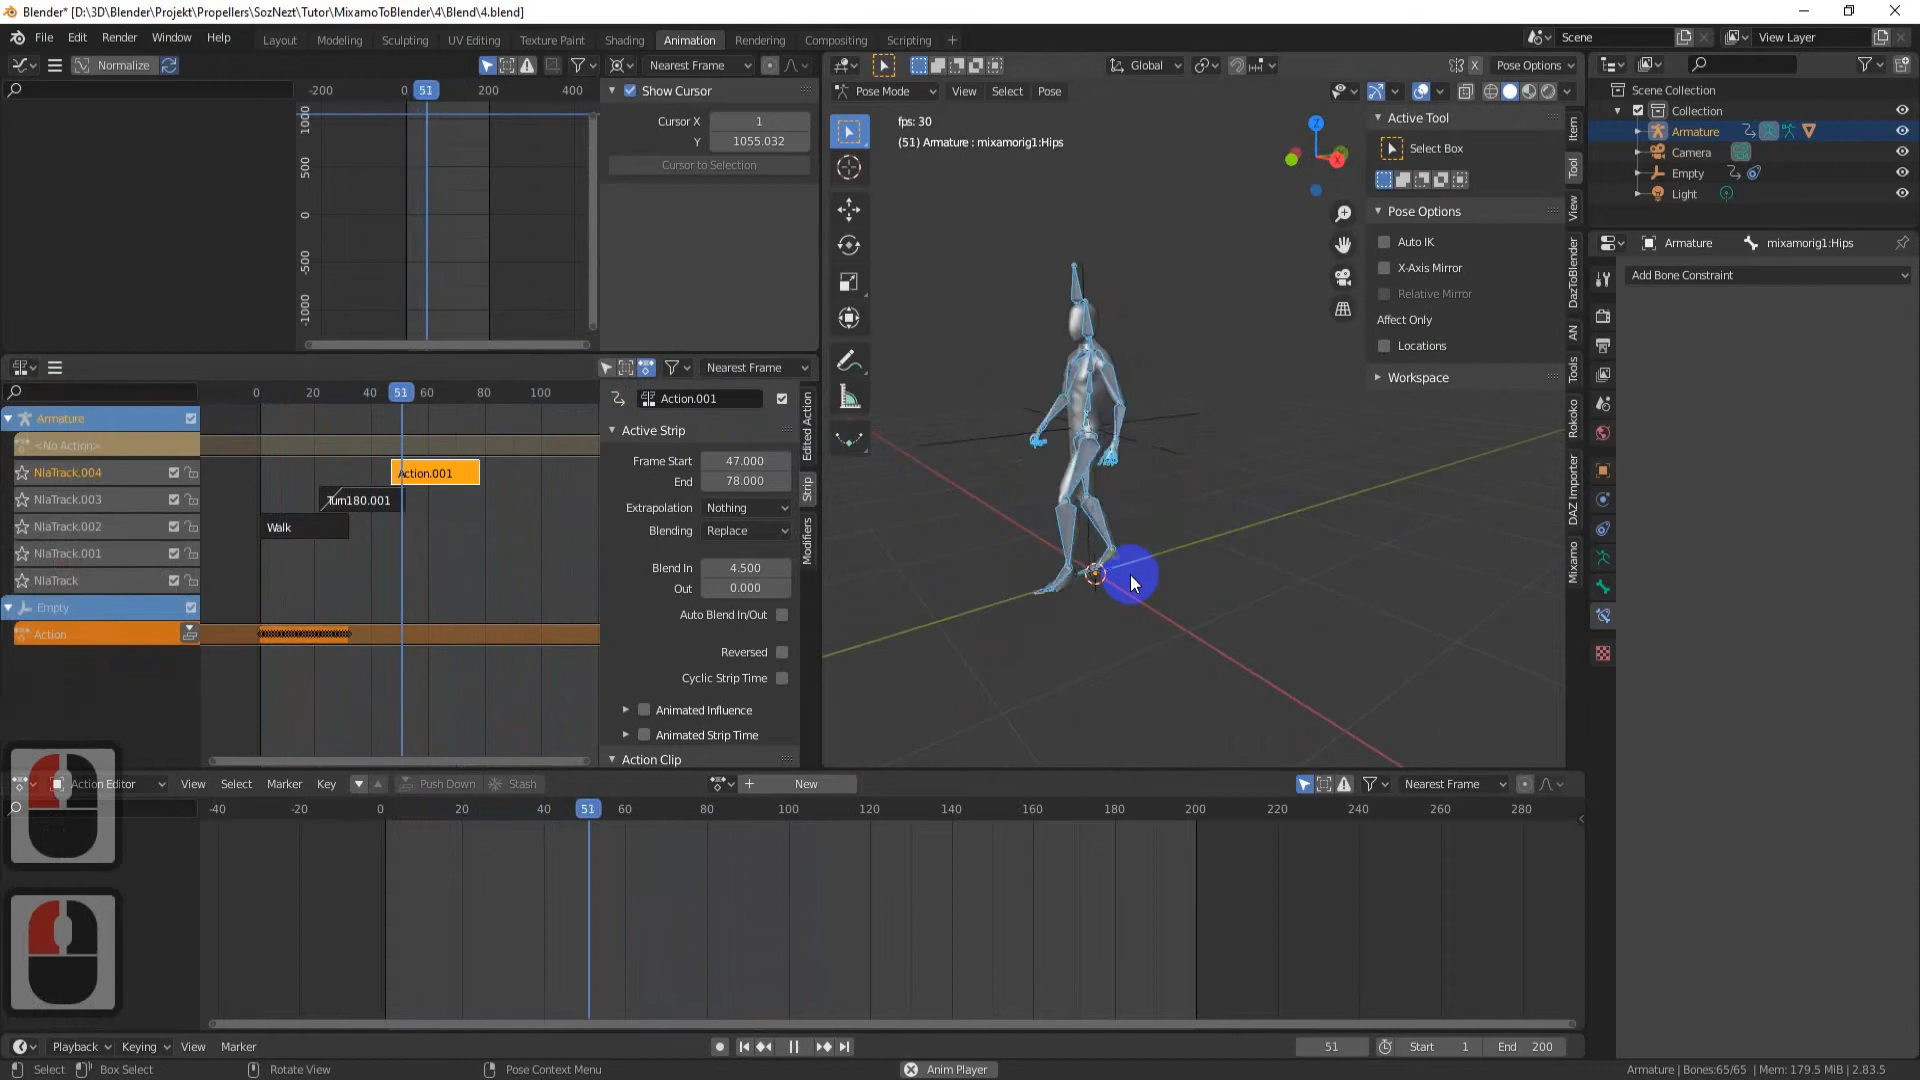 Blender* [D:\3D\Blender\Projekt\Propellers\SozNezt\Tutor\MixamoToBlender\4\Blend\4.blend]
File Edit Render Window Help
Layout Modeling Sculpting UV Editing Texture Paint Shading Animation Rendering Compositing Scripting +
Scene
View Layer
Normalize
Nearest Frame
-200 0 51 200 400
1000
500
0
-500
-1000
Show Cursor
Cursor X 1
Y 1055.032
Cursor to Selection
Global
Pose Options
Pose Mode View Select Pose
fps: 30
(51) Armature : mixamorig1:Hips
Z
X
Active Tool
Select Box
Pose Options
Auto IK
X-Axis Mirror
Relative Mirror
Affect Only
Locations
Workspace
Item
Tool
View
DazToBlender
AN
Tools
Rokoko
DAZ Importer
Mixamo
Scene Collection
Collection
Armature
Camera
Empty
Light
Armature mixamorig1:Hips
Add Bone Constraint
Nearest Frame
0 20 40 51 60 80 100
Armature
<No Action>
NlaTrack.004
NlaTrack.003
NlaTrack.002
NlaTrack.001
NlaTrack
Empty
Action
Action.001
Turn180.001
Walk
Action.001
Active Strip
Frame Start 47.000
End 78.000
Extrapolation Nothing
Blending Replace
Blend In 4.500
Out 0.000
Auto Blend In/Out
Reversed
Cyclic Strip Time
Animated Influence
Animated Strip Time
Action Clip
Edited Action
Strip
Modifiers
Action Editor View Select Marker Key Push Down Stash New Nearest Frame
-40 -20 0 20 40 51 60 80 100 120 140 160 180 200 220 240 260 280
Playback Keying View Marker 51 Start 1 End 200
Select Box Select Rotate View Pose Context Menu Anim Player Armature | Bones:65/65 | Mem: 179.5 MiB | 2.83.5